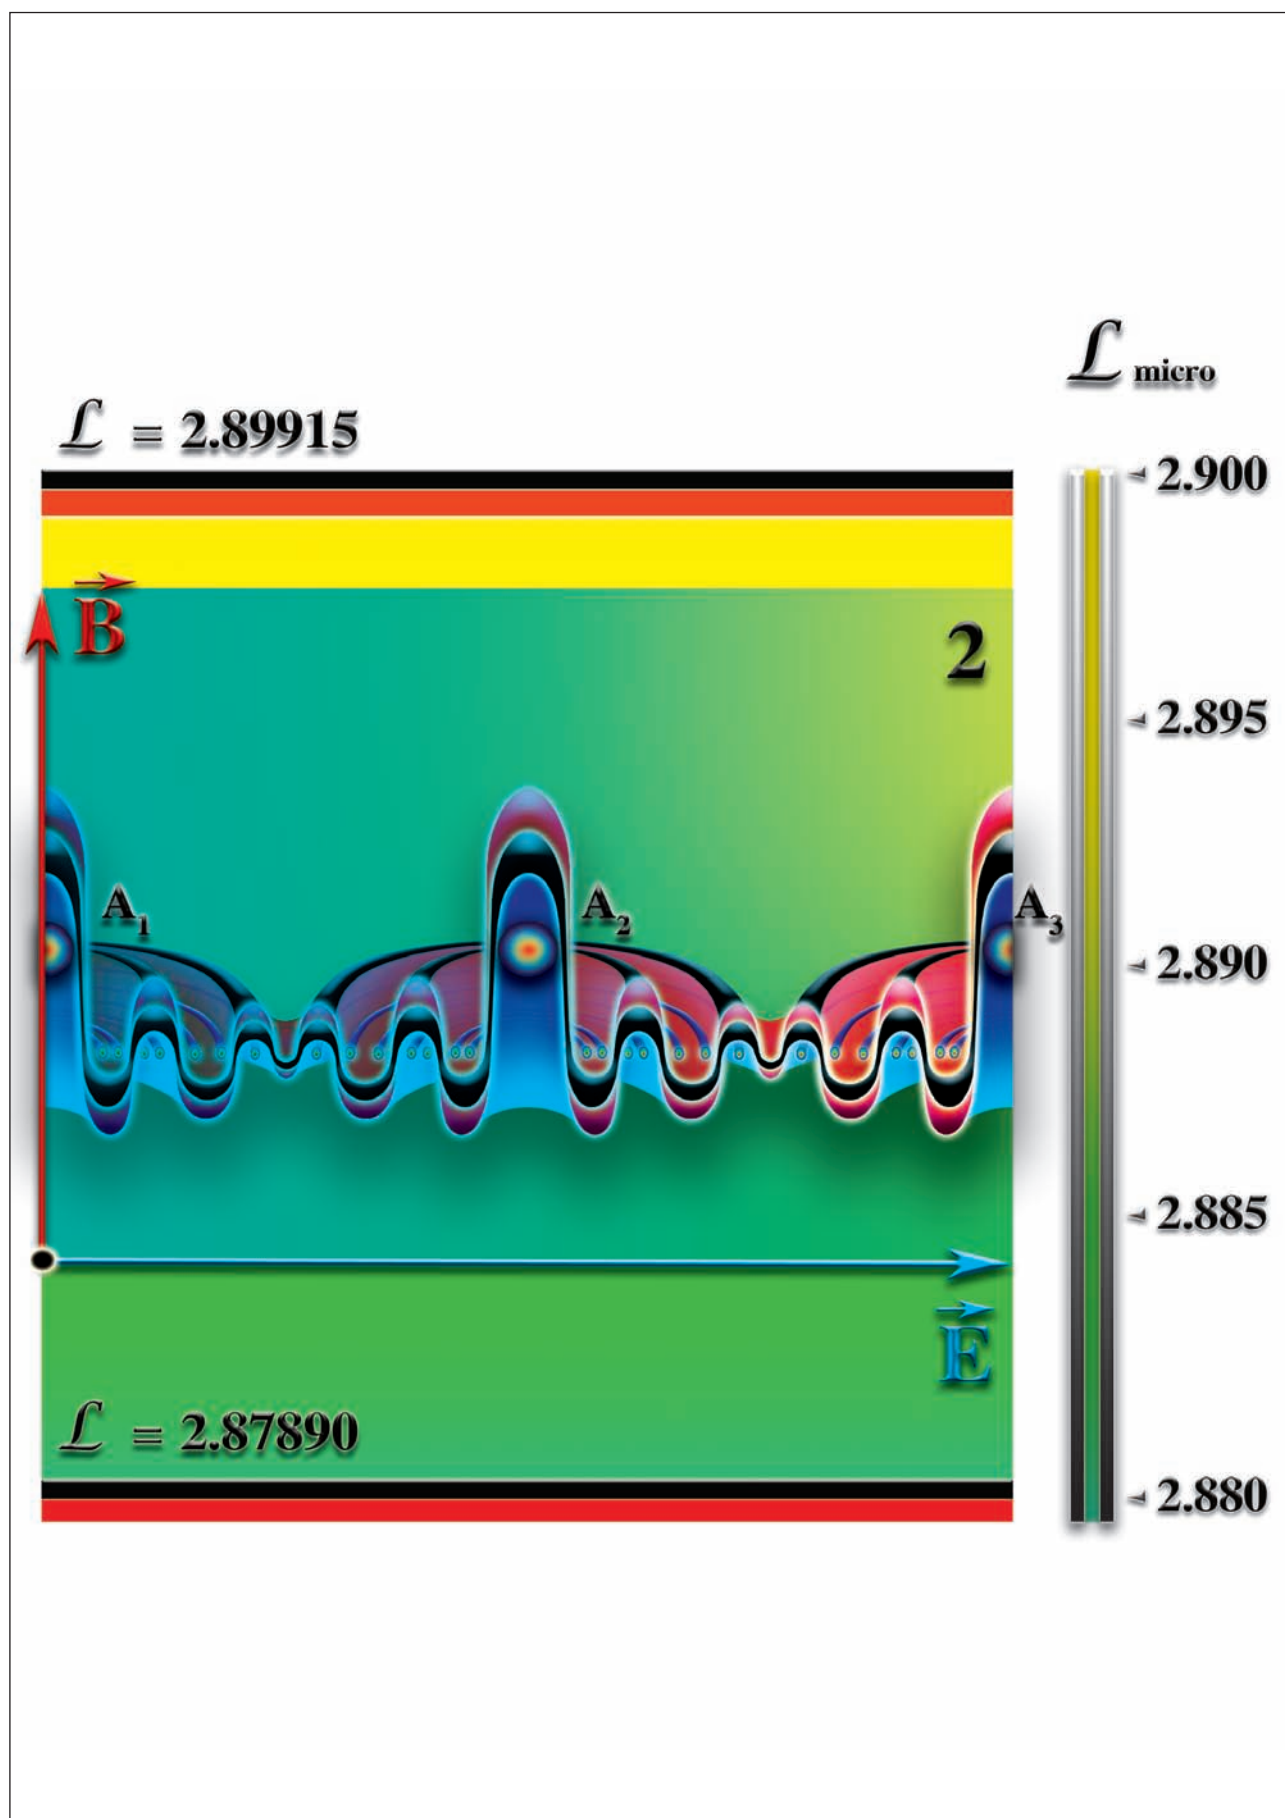 ℒ micro
ℒ = 2.89915
2.900
B
2
2.895
A₁
A₂
A₃
2.890
2.885
E
ℒ = 2.87890
2.880